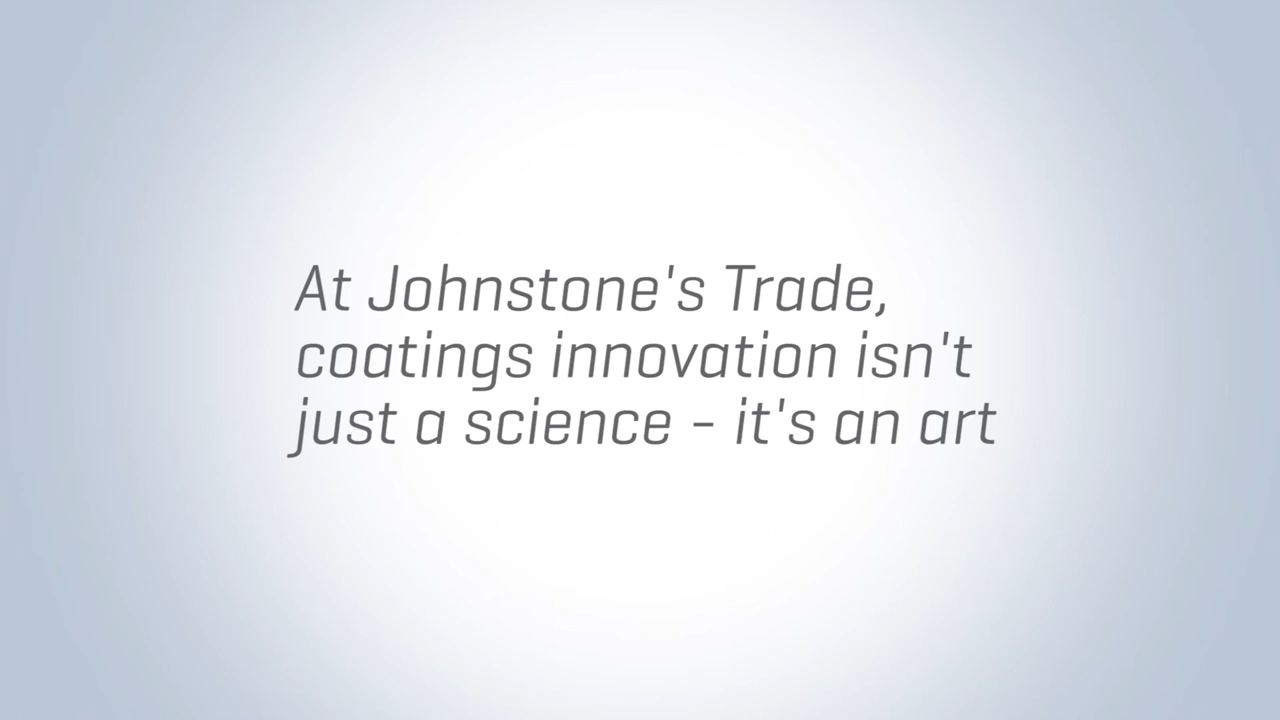 At Johnstone's Trade,
coatings innovation isn't
just a science - it's an art